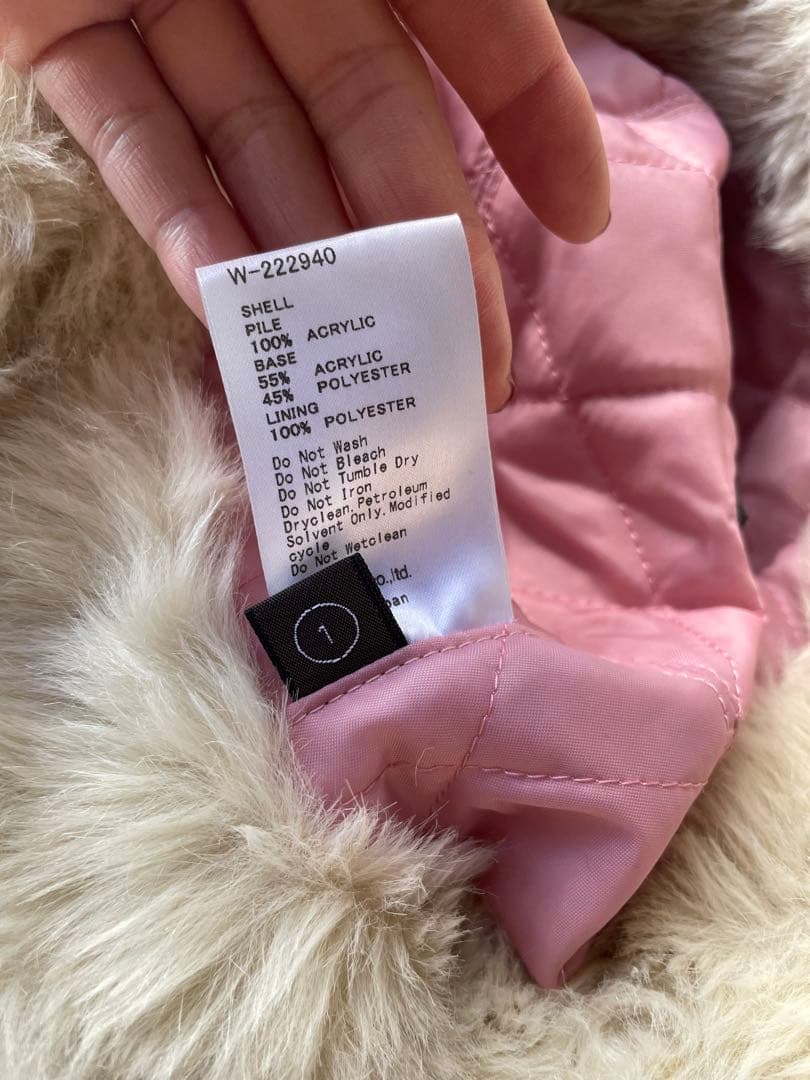 W-222940
SHELL
PILE
100% ACRYLIC
BASE
55% ACRYLIC
45% POLYESTER
LINING
100% POLYESTER
Do Not Wash
Do Not Bleach
Do Not Tumble Dry
Do Not Iron
Dryclean.Petroleum
Solvent Only.Modified
cycle
Do Not Wetclean
1